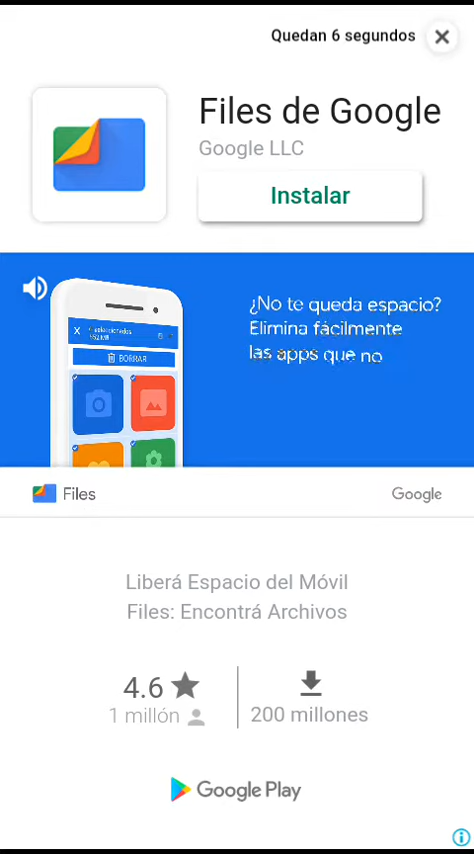 Quedan 6 segundos
Files de Google
Google LLC
Instalar
¿No te queda espacio?
Elimina fácilmente
las apps que no
BORRAR
Files
Google
Liberá Espacio del Móvil
Files: Encontrá Archivos
4.6
1 millón
200 millones
Google Play